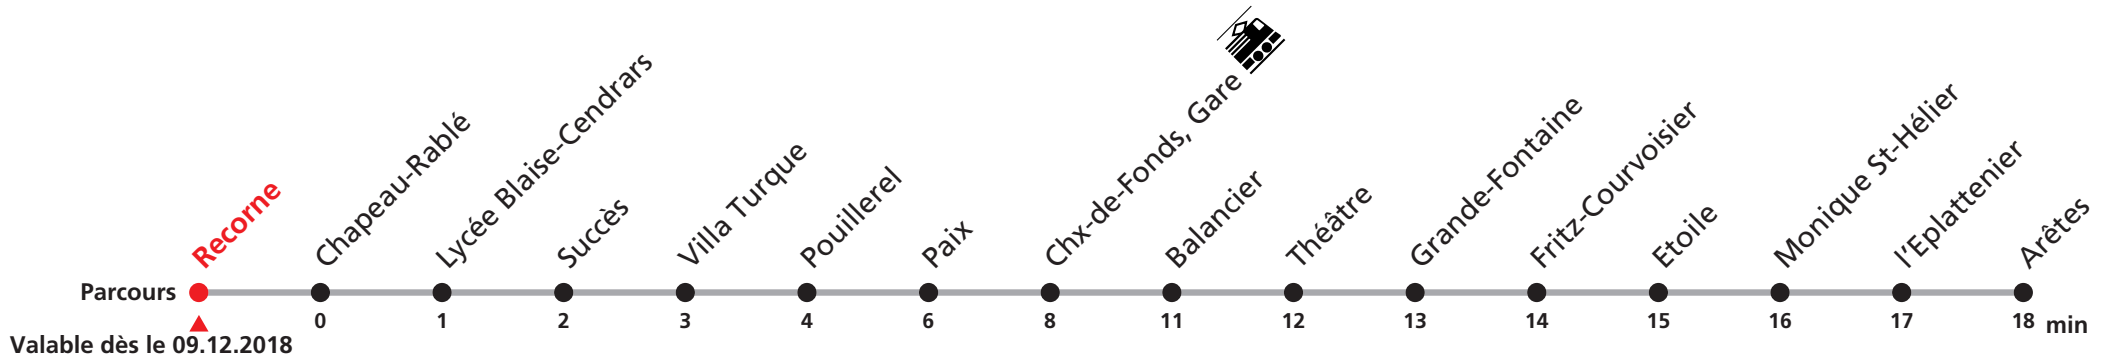 Recorne
Chapeau-Rablé
Lycée Blaise-Cendrars
Succès
Villa Turque
Pouillerel
Paix
Chx-de-Fonds, Gare
Balancier
Théâtre
Grande-Fontaine
Fritz-Courvoisier
Etoile
Monique St-Hélier
l'Eplattenier
Arêtes
Parcours
0 1 2 3 4 6 8 11 12 13 14 15 16 17 18 min
Valable dès le 09.12.2018